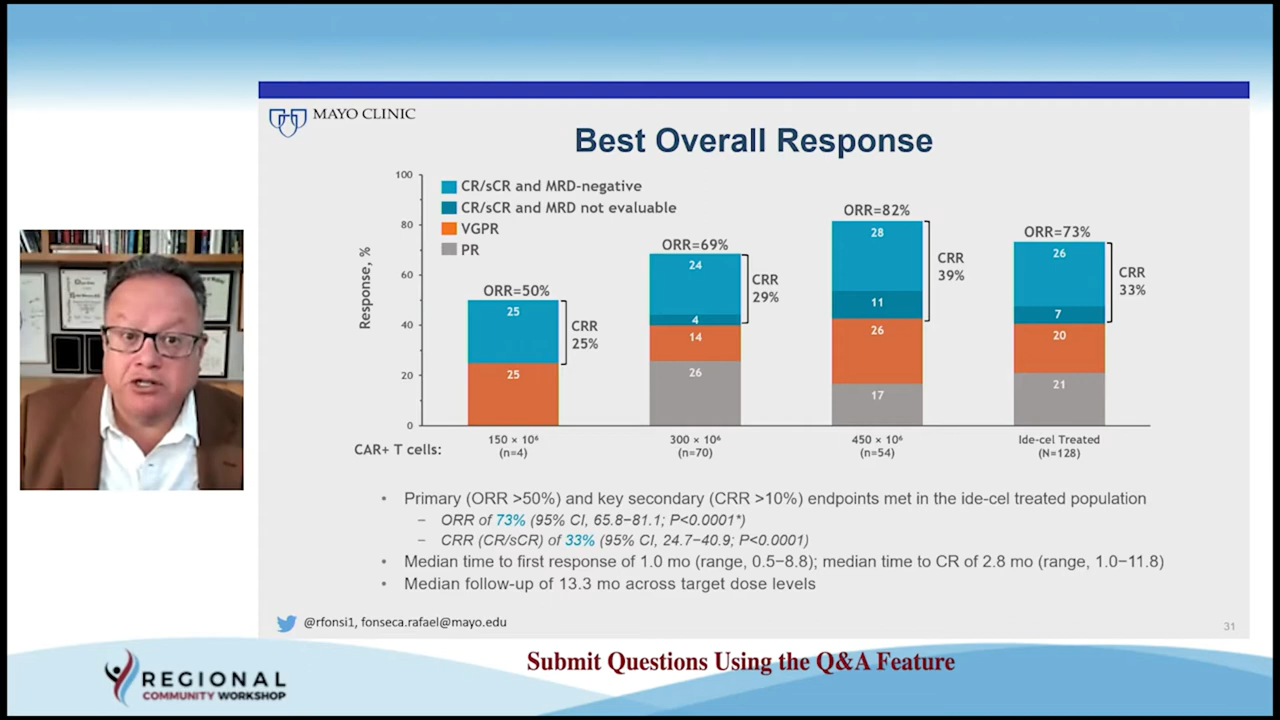 MAYO CLINIC
Best Overall Response
CR/sCR and MRD-negative
CR/sCR and MRD not evaluable
VGPR
PR
Response, %
100
80
60
40
20
0
ORR=50%
25
25
CRR
25%
ORR=69%
24
4
14
26
CRR
29%
ORR=82%
28
11
26
17
CRR
39%
ORR=73%
26
7
20
21
CRR
33%
CAR+ T cells:
150 × 10⁶
(n=4)
300 × 10⁶
(n=70)
450 × 10⁶
(n=54)
Ide-cel Treated
(N=128)
• Primary (ORR >50%) and key secondary (CRR >10%) endpoints met in the ide-cel treated population
– ORR of 73% (95% CI, 65.8−81.1; P<0.0001*)
– CRR (CR/sCR) of 33% (95% CI, 24.7−40.9; P<0.0001)
• Median time to first response of 1.0 mo (range, 0.5−8.8); median time to CR of 2.8 mo (range, 1.0−11.8)
• Median follow-up of 13.3 mo across target dose levels
@rfonsi1, fonseca.rafael@mayo.edu
31
Submit Questions Using the Q&A Feature
REGIONAL
COMMUNITY WORKSHOP